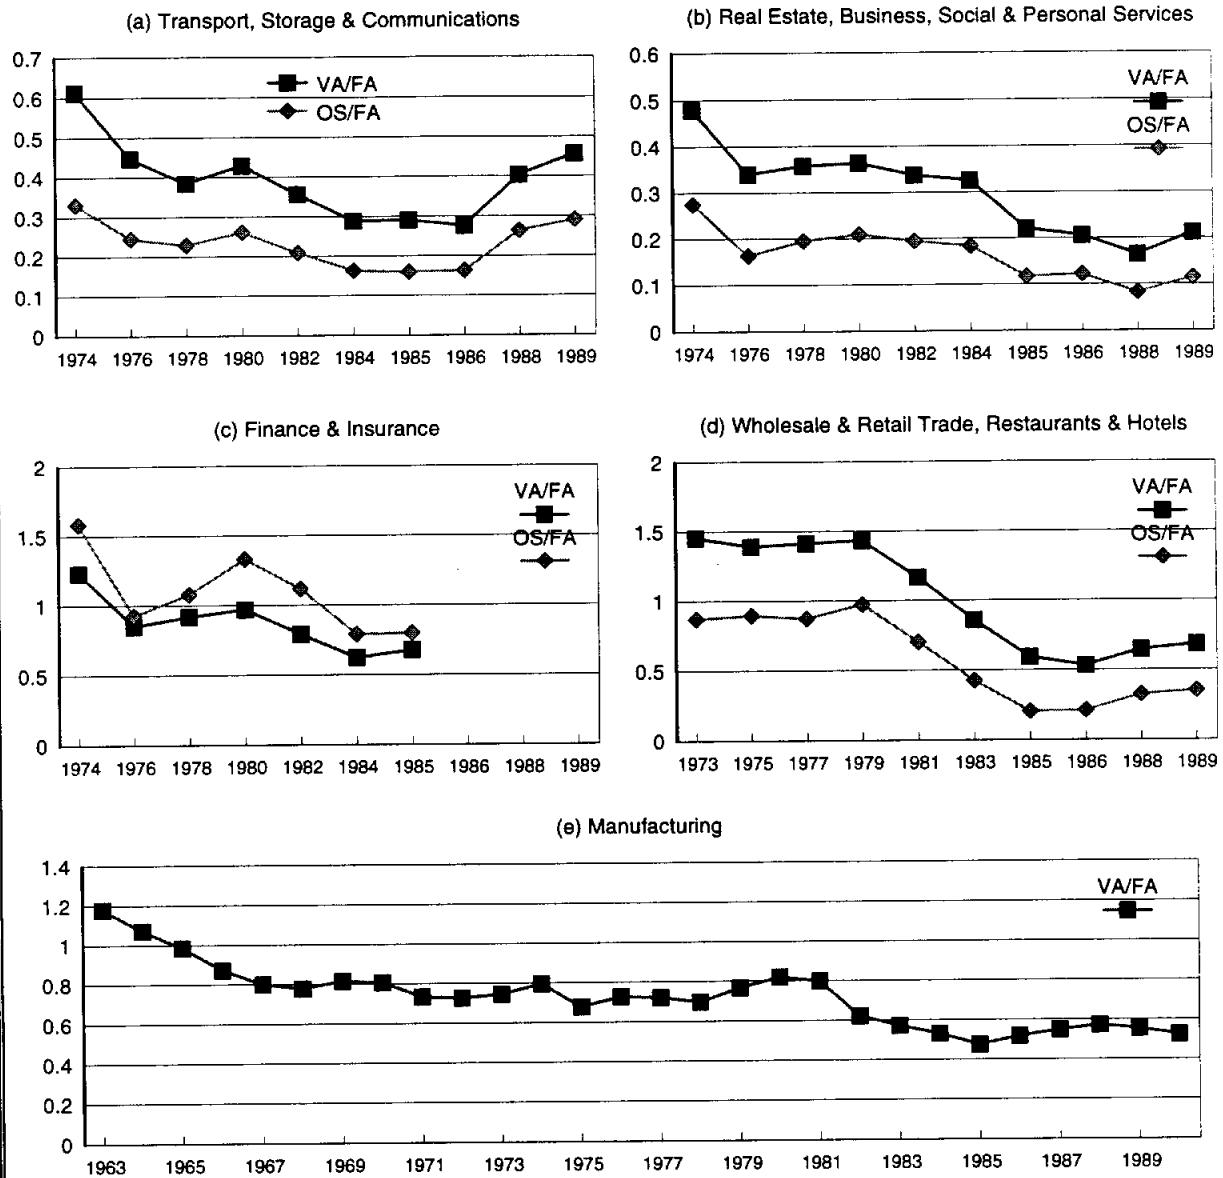 (a) Transport, Storage & Communications
0.7
0.6
0.5
0.4
0.3
0.2
0.1
0
VA/FA
OS/FA
1974 1976 1978 1980 1982 1984 1985 1986 1988 1989
(b) Real Estate, Business, Social & Personal Services
0.6
0.5
0.4
0.3
0.2
0.1
0
VA/FA
OS/FA
1974 1976 1978 1980 1982 1984 1985 1986 1988 1989
(c) Finance & Insurance
2
1.5
1
0.5
0
VA/FA
OS/FA
1974 1976 1978 1980 1982 1984 1985 1986 1988 1989
(d) Wholesale & Retail Trade, Restaurants & Hotels
2
1.5
1
0.5
0
VA/FA
OS/FA
1973 1975 1977 1979 1981 1983 1985 1986 1988 1989
(e) Manufacturing
1.4
1.2
1
0.8
0.6
0.4
0.2
0
VA/FA
1963 1965 1967 1969 1971 1973 1975 1977 1979 1981 1983 1985 1987 1989